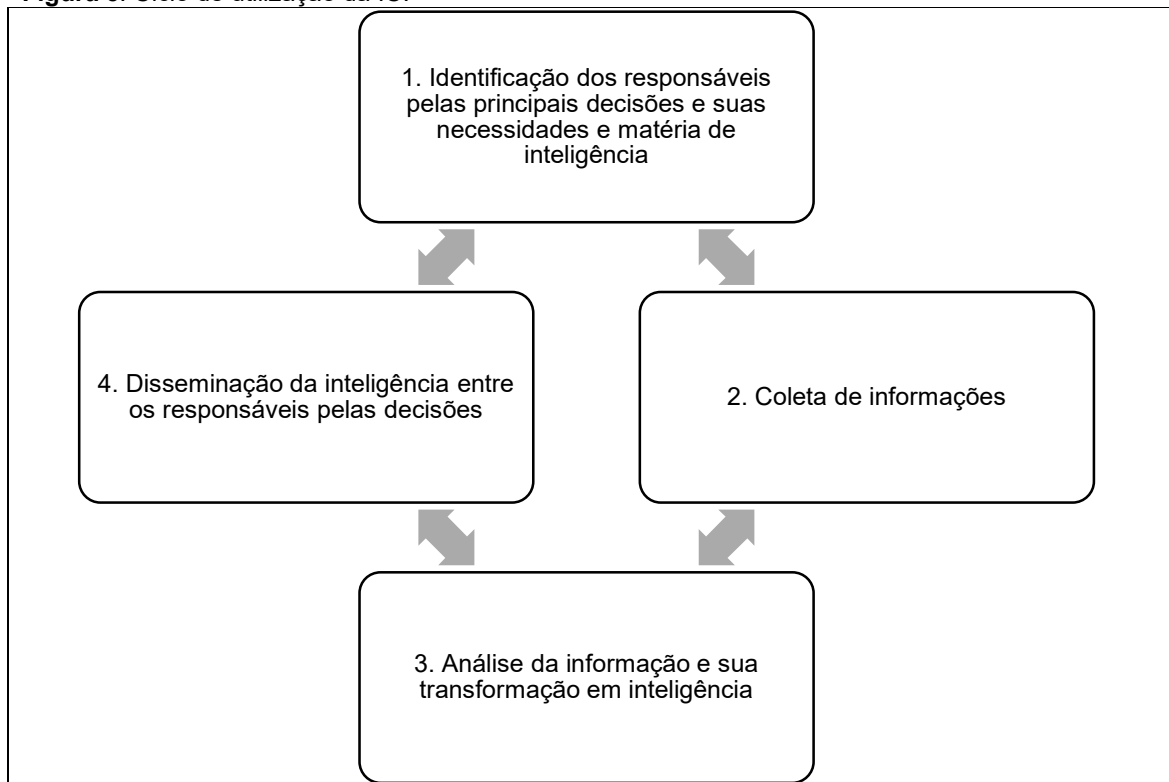 1. Identificação dos responsáveis
pelas principais decisões e suas
necessidades e matéria de
inteligência
4. Disseminação da inteligência entre
os responsáveis pelas decisões
2. Coleta de informações
3. Análise da informação e sua
transformação em inteligência